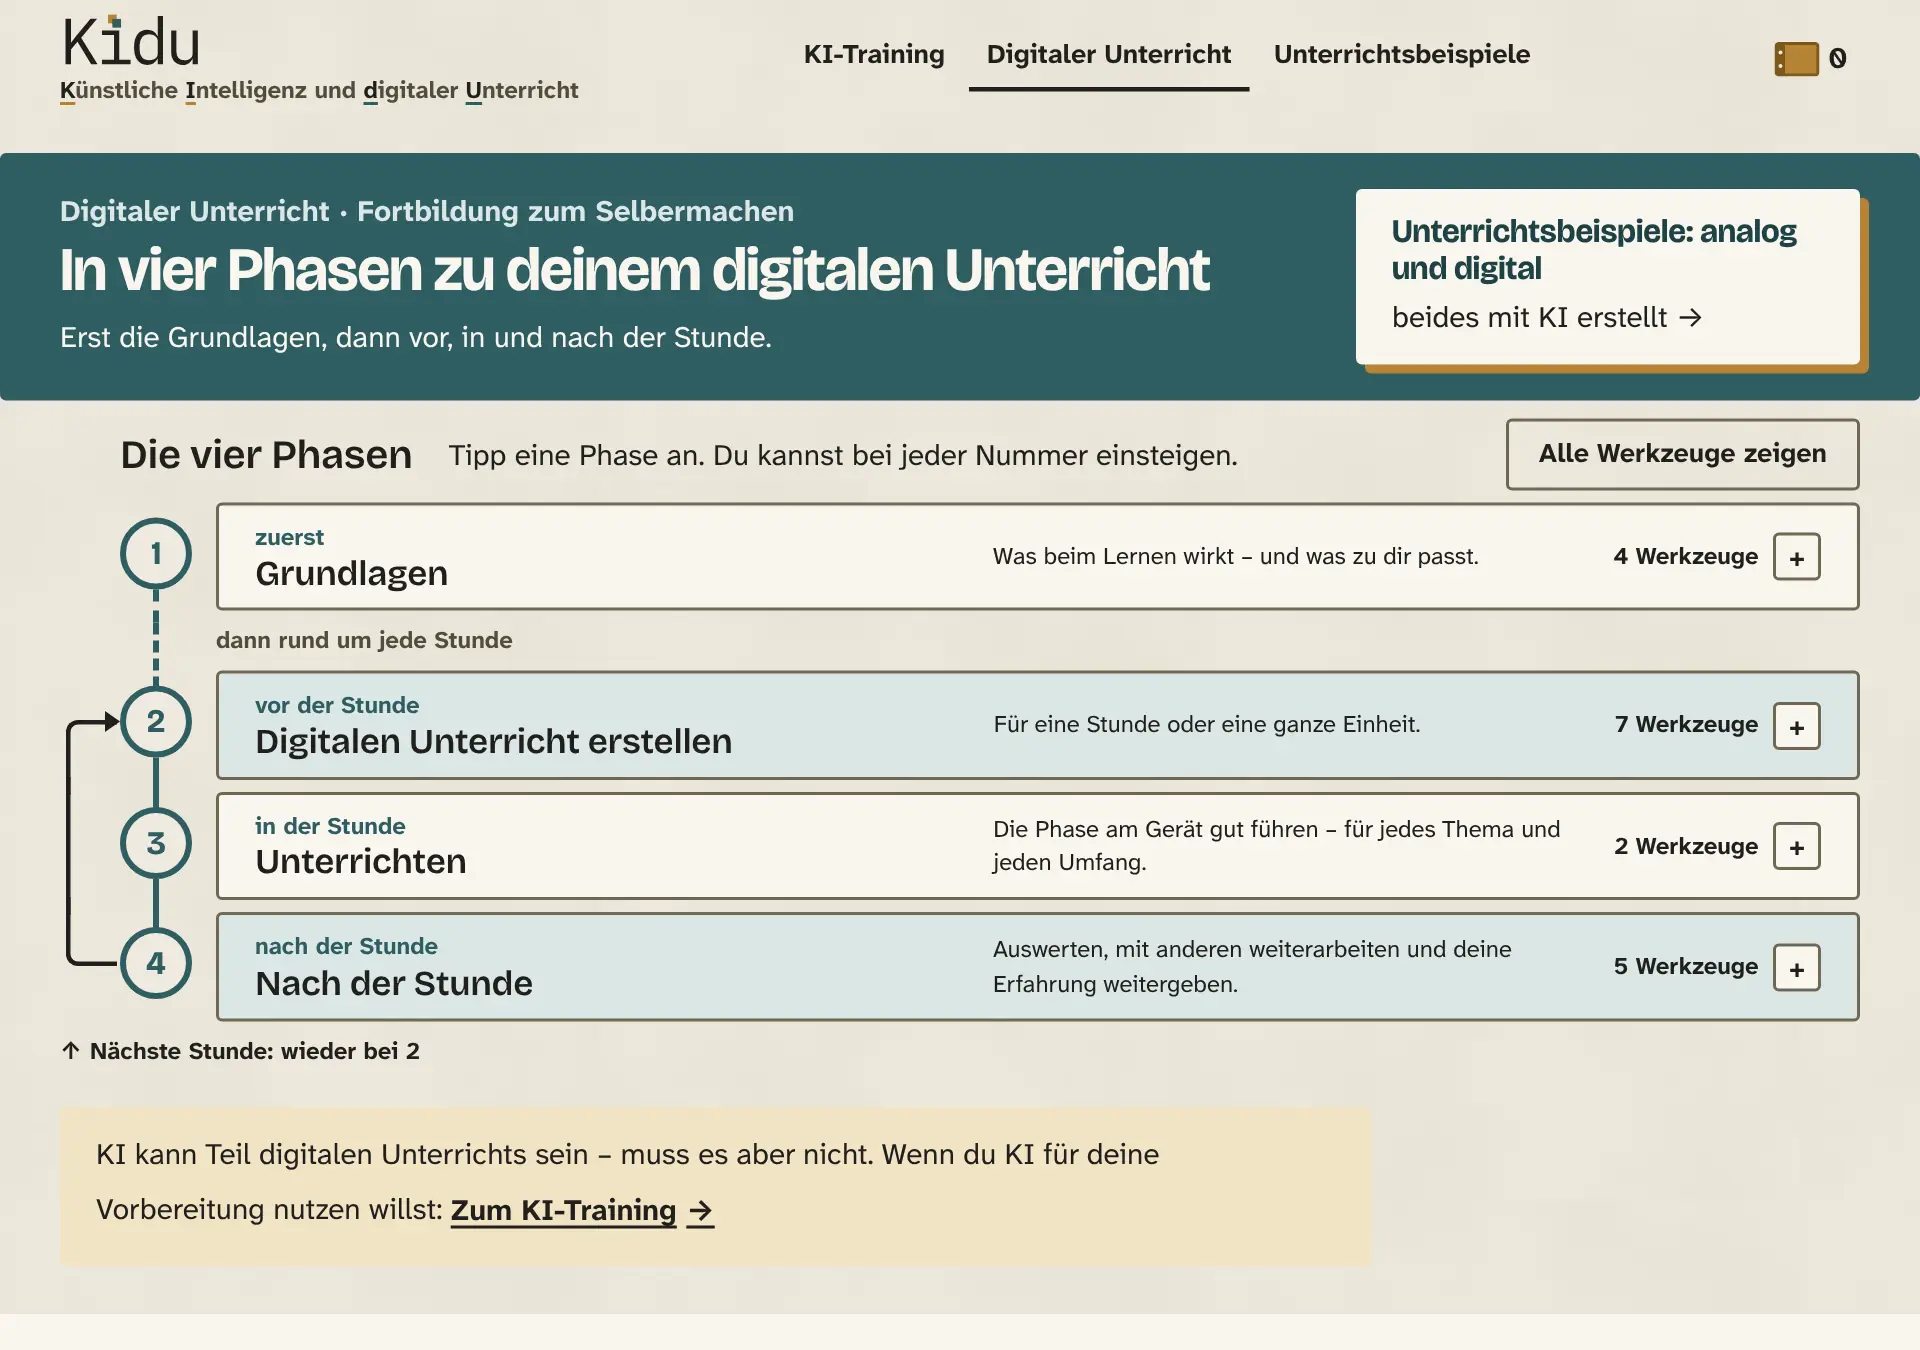 Kidu
Künstliche Intelligenz und digitaler Unterricht
KI-Training
Digitaler Unterricht
Unterrichtsbeispiele
0
Digitaler Unterricht · Fortbildung zum Selbermachen
In vier Phasen zu deinem digitalen Unterricht
Erst die Grundlagen, dann vor, in und nach der Stunde.
Unterrichtsbeispiele: analog
und digital
beides mit KI erstellt →
Die vier Phasen
Tipp eine Phase an. Du kannst bei jeder Nummer einsteigen.
Alle Werkzeuge zeigen
1
zuerst
Grundlagen
Was beim Lernen wirkt – und was zu dir passt.
4 Werkzeuge
+
dann rund um jede Stunde
2
vor der Stunde
Digitalen Unterricht erstellen
Für eine Stunde oder eine ganze Einheit.
7 Werkzeuge
+
3
in der Stunde
Unterrichten
Die Phase am Gerät gut führen – für jedes Thema und
jeden Umfang.
2 Werkzeuge
+
4
nach der Stunde
Nach der Stunde
Auswerten, mit anderen weiterarbeiten und deine
Erfahrung weitergeben.
5 Werkzeuge
+
↑ Nächste Stunde: wieder bei 2
KI kann Teil digitalen Unterrichts sein – muss es aber nicht. Wenn du KI für deine
Vorbereitung nutzen willst: Zum KI-Training →